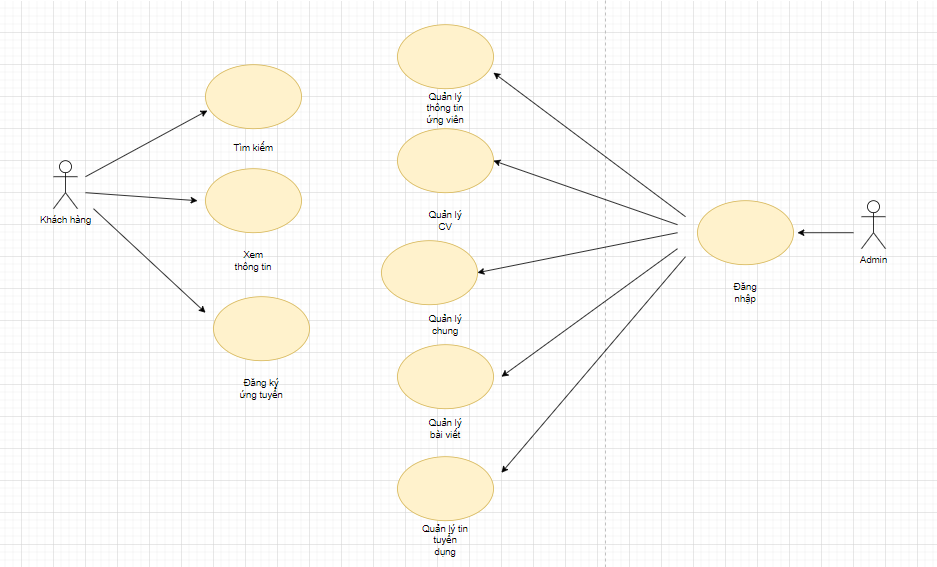 Quản lý
thông tin
ứng viên
Tìm kiếm
Khách hàng
Quản lý
CV
Xem
thông tin
Admin
Đăng
nhập
Quản lý
chung
Đăng ký
ứng tuyển
Quản lý
bài viết
Quản lý tin
tuyển
dụng